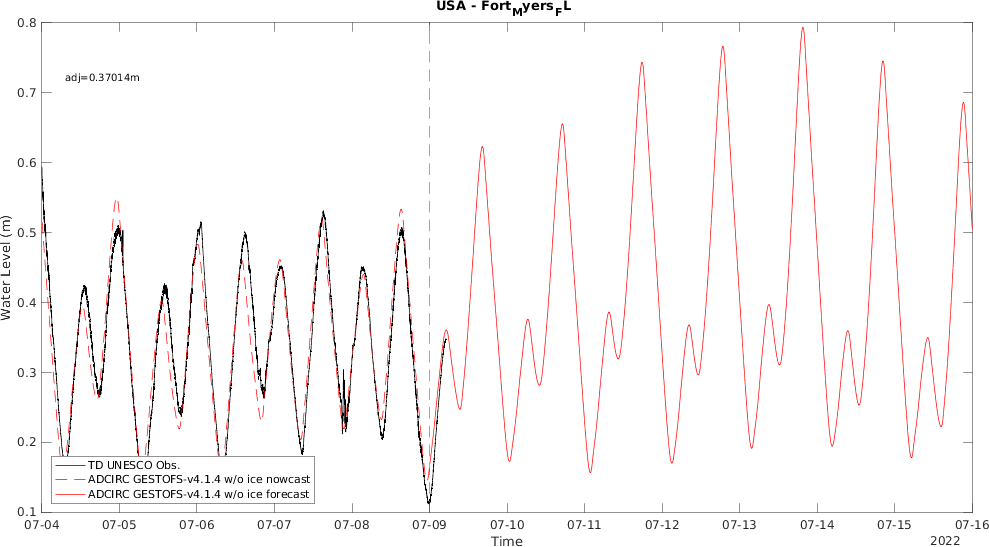 USA - FortMyersFL
adj=0.37014m
Water Level (m)
0.8
0.7
0.6
0.5
0.4
0.3
0.2
0.1
TD UNESCO Obs.
ADCIRC GESTOFS-v4.1.4 w/o ice nowcast
ADCIRC GESTOFS-v4.1.4 w/o ice forecast
07-04 07-05 07-06 07-07 07-08 07-09 07-10 07-11 07-12 07-13 07-14 07-15 07-16
Time
2022